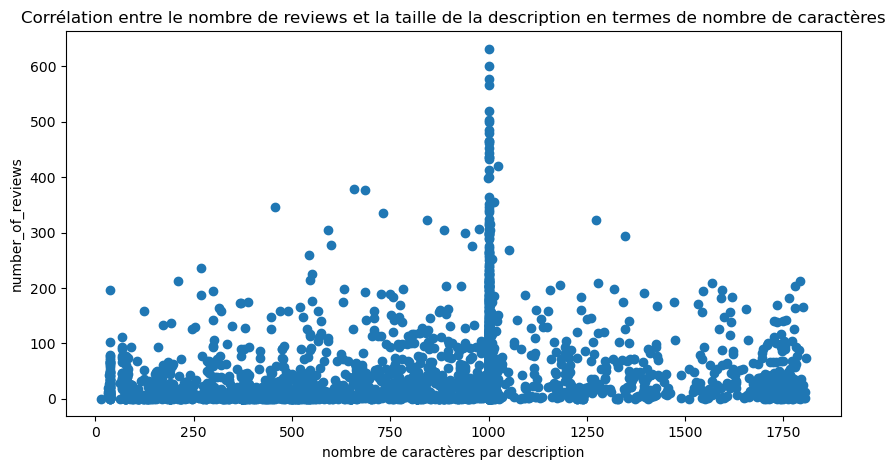 Corrélation entre le nombre de reviews et la taille de la description en termes de nombre de caractères
number_of_reviews
600
500
400
300
200
100
0
0 250 500 750 1000 1250 1500 1750
nombre de caractères par description